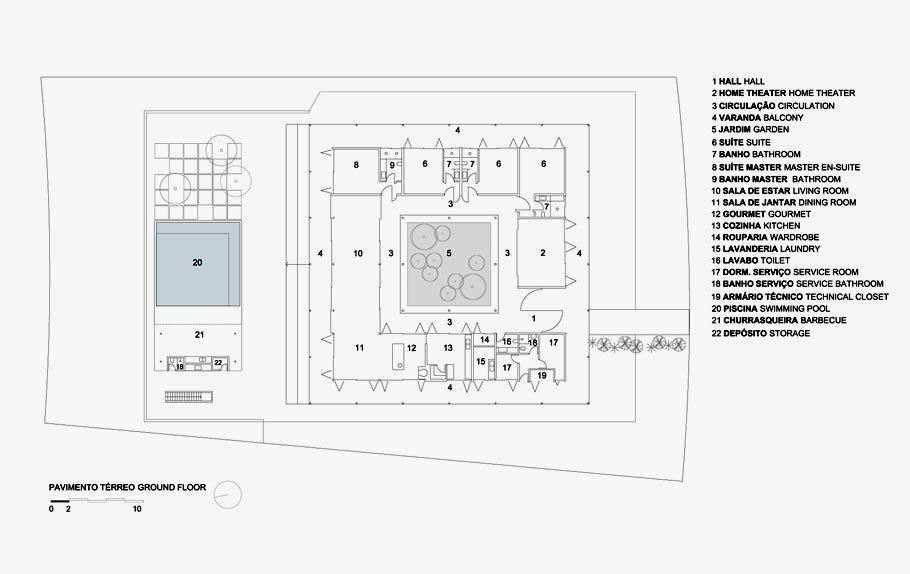 1 HALL HALL
2 HOME THEATER HOME THEATER
3 CIRCULAÇÃO CIRCULATION
4 VARANDA BALCONY
5 JARDIM GARDEN
6 SUÍTE SUITE
7 BANHO BATHROOM
8 SUÍTE MASTER MASTER EN-SUITE
9 BANHO MASTER BATHROOM
10 SALA DE ESTAR LIVING ROOM
11 SALA DE JANTAR DINING ROOM
12 GOURMET GOURMET
13 COZINHA KITCHEN
14 ROUPARIA WARDROBE
15 LAVANDERIA LAUNDRY
16 LAVABO TOILET
17 DORM. SERVIÇO SERVICE ROOM
18 BANHO SERVIÇO SERVICE BATHROOM
19 ARMÁRIO TÉCNICO TECHNICAL CLOSET
20 PISCINA SWIMMING POOL
21 CHURRASQUEIRA BARBECUE
22 DEPÓSITO STORAGE
4
8 9 6 7 7 6 6
3 7
4 10 3 5 3 2 4
20
3 1
21
11 12 13 14 16 18 17
15 17 19
18 22
4
PAVIMENTO TÉRREO GROUND FLOOR
0 2 10